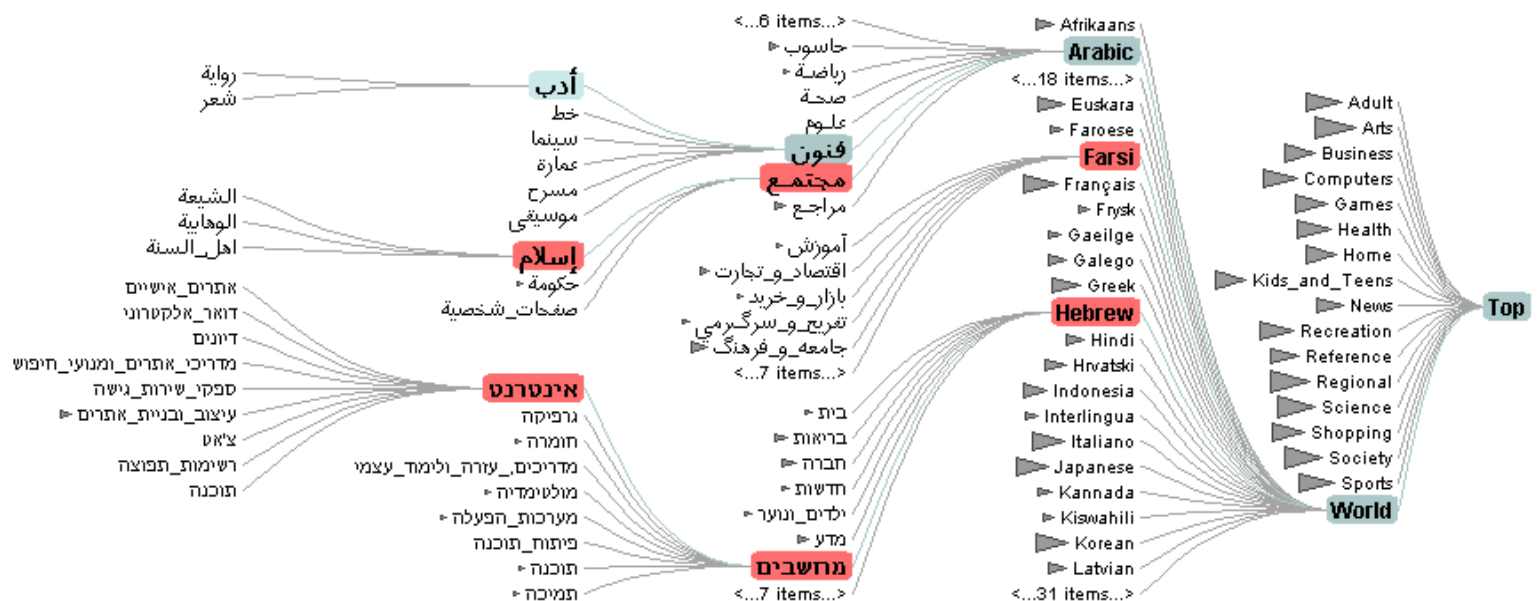 Top
Adult
Arts
Business
Computers
Games
Health
Home
Kids_and_Teens
News
Recreation
Reference
Regional
Science
Shopping
Society
Sports
World
Afrikaans
Arabic
<...18 items...>
Euskara
Faroese
Farsi
Français
Frysk
Gaeilge
Galego
Greek
Hebrew
Hindi
Hrvatski
Indonesia
Interlingua
Italiano
Japanese
Kannada
Kiswahili
Korean
Latvian
<...31 items...>
<...6 items...>
حاسوب
رياضة
صحة
علوم
فنون
مجتمع
مراجع
آموزش
اقتصاد_و_تجارت
بازار_و_خرید
تفریح_و_سرگرمي
جامعه_و_فرهنگ
<...7 items...>
בית
בריאות
חברה
חדשות
ילדים_ונוער
מדע
מחשבים
<...7 items...>
أدب
خط
سينما
عمارة
مسرح
موسيقى
إسلام
حكومة
صفحات_شخصية
אינטרנט
גרפיקה
חומרה
מדריכים,_עזרה_ולימוד_עצמי
מולטימדיה
מערכות_הפעלה
פיתוח_תוכנה
תוכנה
תמיכה
رواية
شعر
الشيعة
الوهابية
اهل_السنة
אתרים_אישיים
דואר_אלקטרוני
דיונים
מדריכי_אתרים_ומנועי_חיפוש
ספקי_שירות_גישה
עיצוב_ובניית_אתרים
צ'אט
רשימות_תפוצה
תוכנה